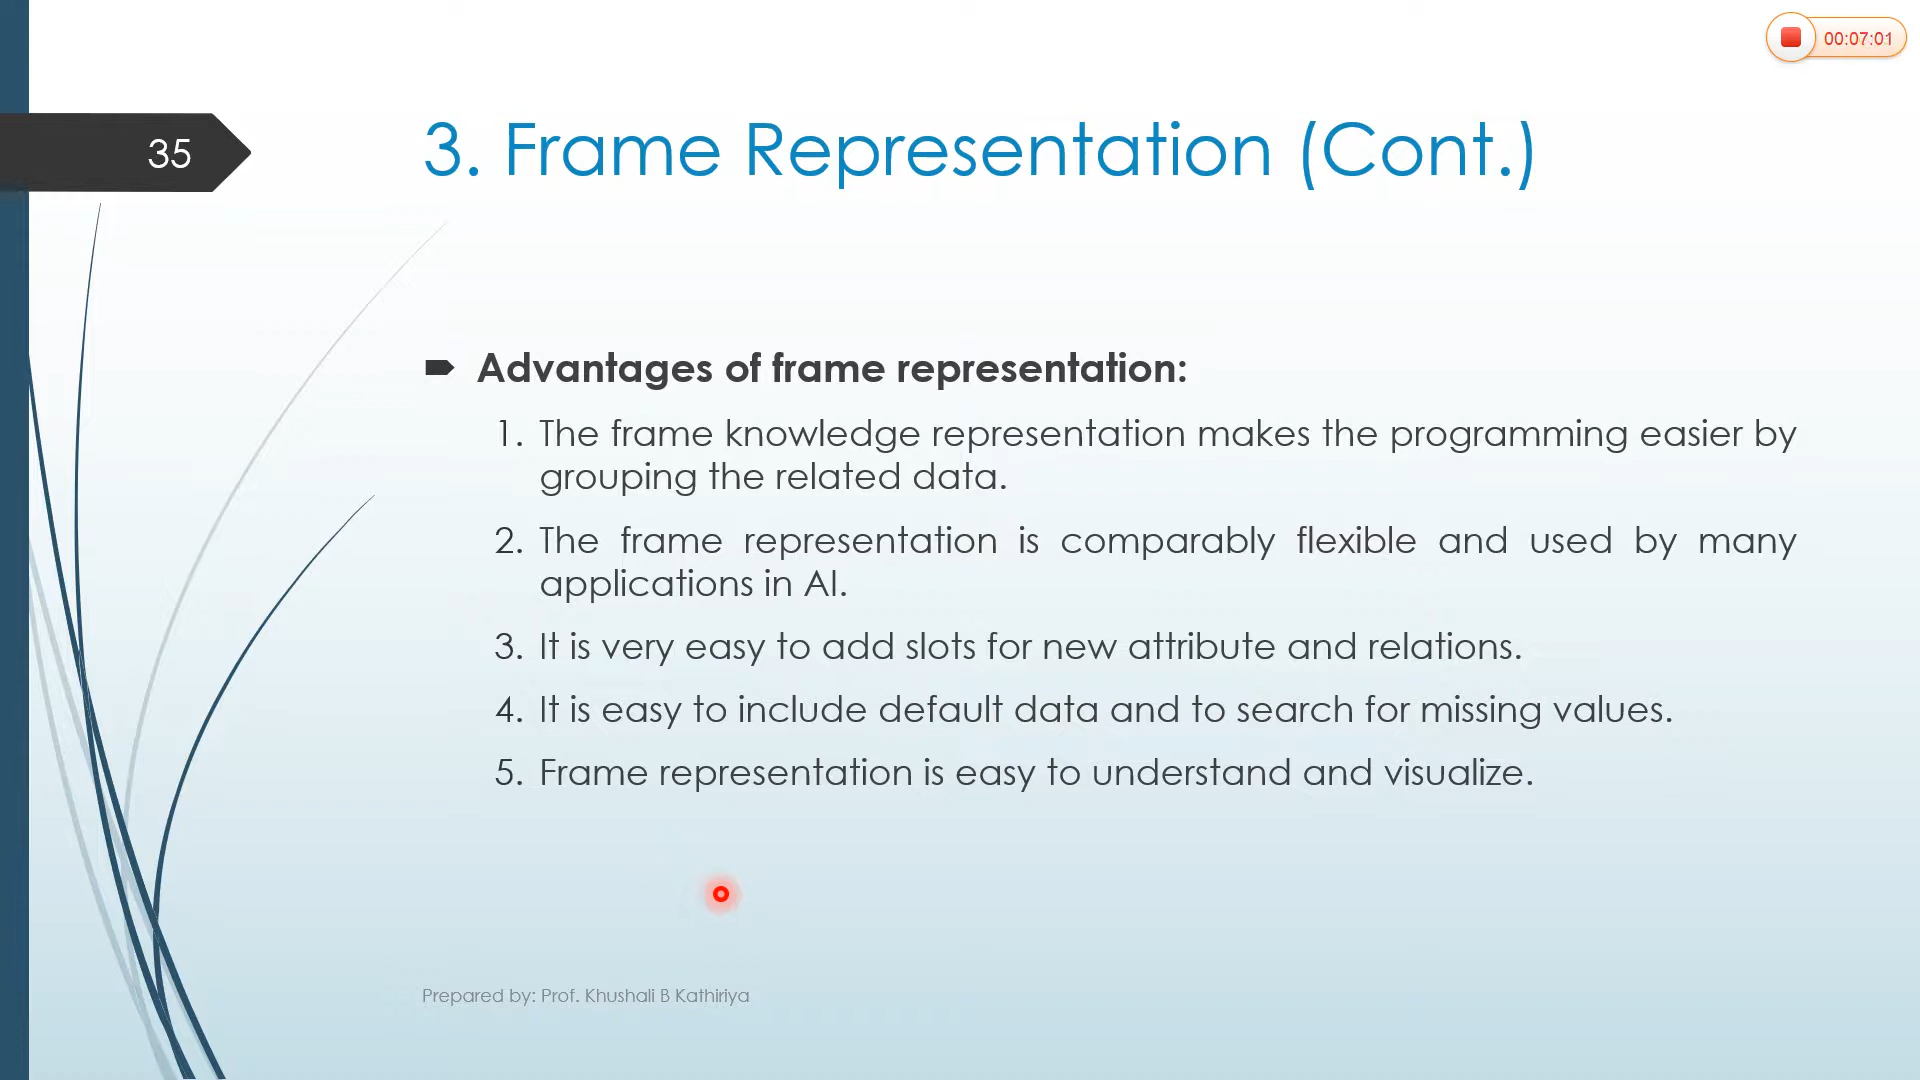 00:07:01
35
3. Frame Representation (Cont.)
Advantages of frame representation:
1. The frame knowledge representation makes the programming easier by
grouping the related data.
2. The frame representation is comparably flexible and used by many
applications in AI.
3. It is very easy to add slots for new attribute and relations.
4. It is easy to include default data and to search for missing values.
5. Frame representation is easy to understand and visualize.
Prepared by: Prof. Khushali B Kathiriya